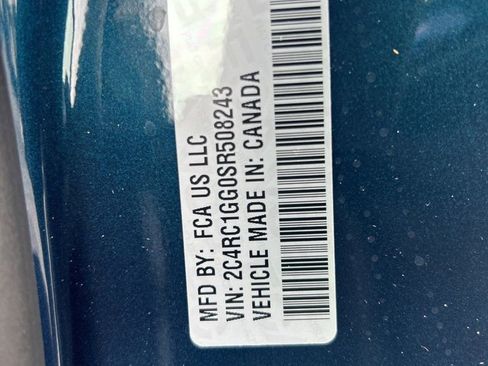 MFD BY: FCA US LLC
VIN: 2C4RC1GG0SR508243
VEHICLE MADE IN: CANADA